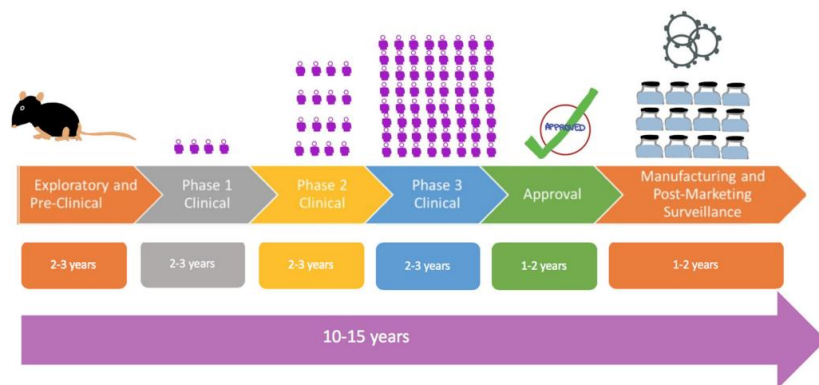 APPROVED
Exploratory and
Pre-Clinical
Phase 1
Clinical
Phase 2
Clinical
Phase 3
Clinical
Approval
Manufacturing and
Post-Marketing
Surveillance
2-3 years
2-3 years
2-3 years
2-3 years
1-2 years
1-2 years
10-15 years